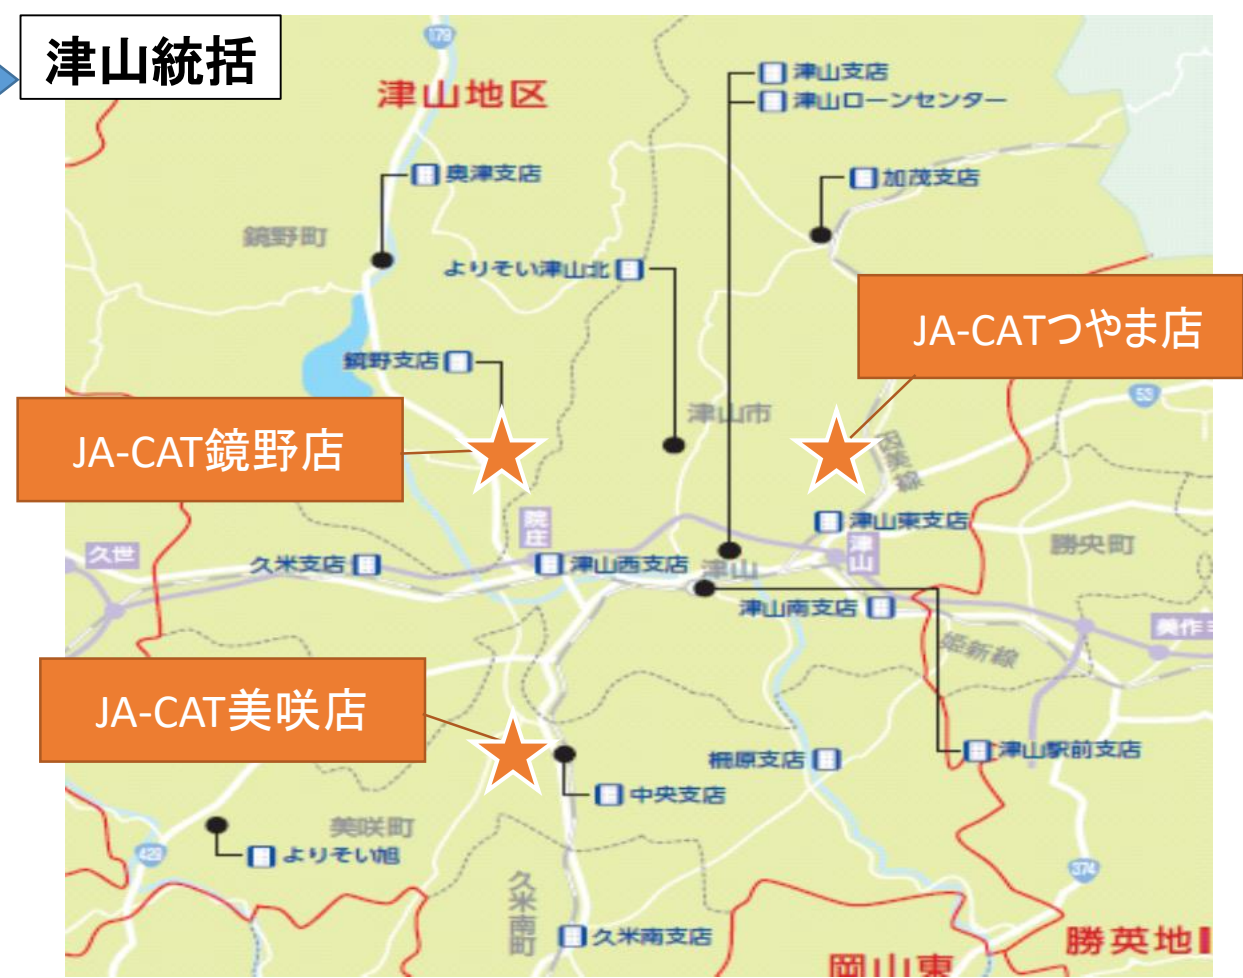 津山統括
179
津山地区
津山支店
津山ローンセンター
奥津支店
加茂支店
鏡野町
よりそい津山北
JA-CATつやま店
鏡野支店
53
津山市
JA-CAT鏡野店
因美線
院庄
津山東支店
久世
久米支店
津山西支店
津山
津山
勝央町
津山南支店
美作
姫新線
JA-CAT美咲店
柵原支店
津山駅前支店
中央支店
美咲町
よりそい旭
429
374
久米南町
久米南支店
勝英地
岡山東